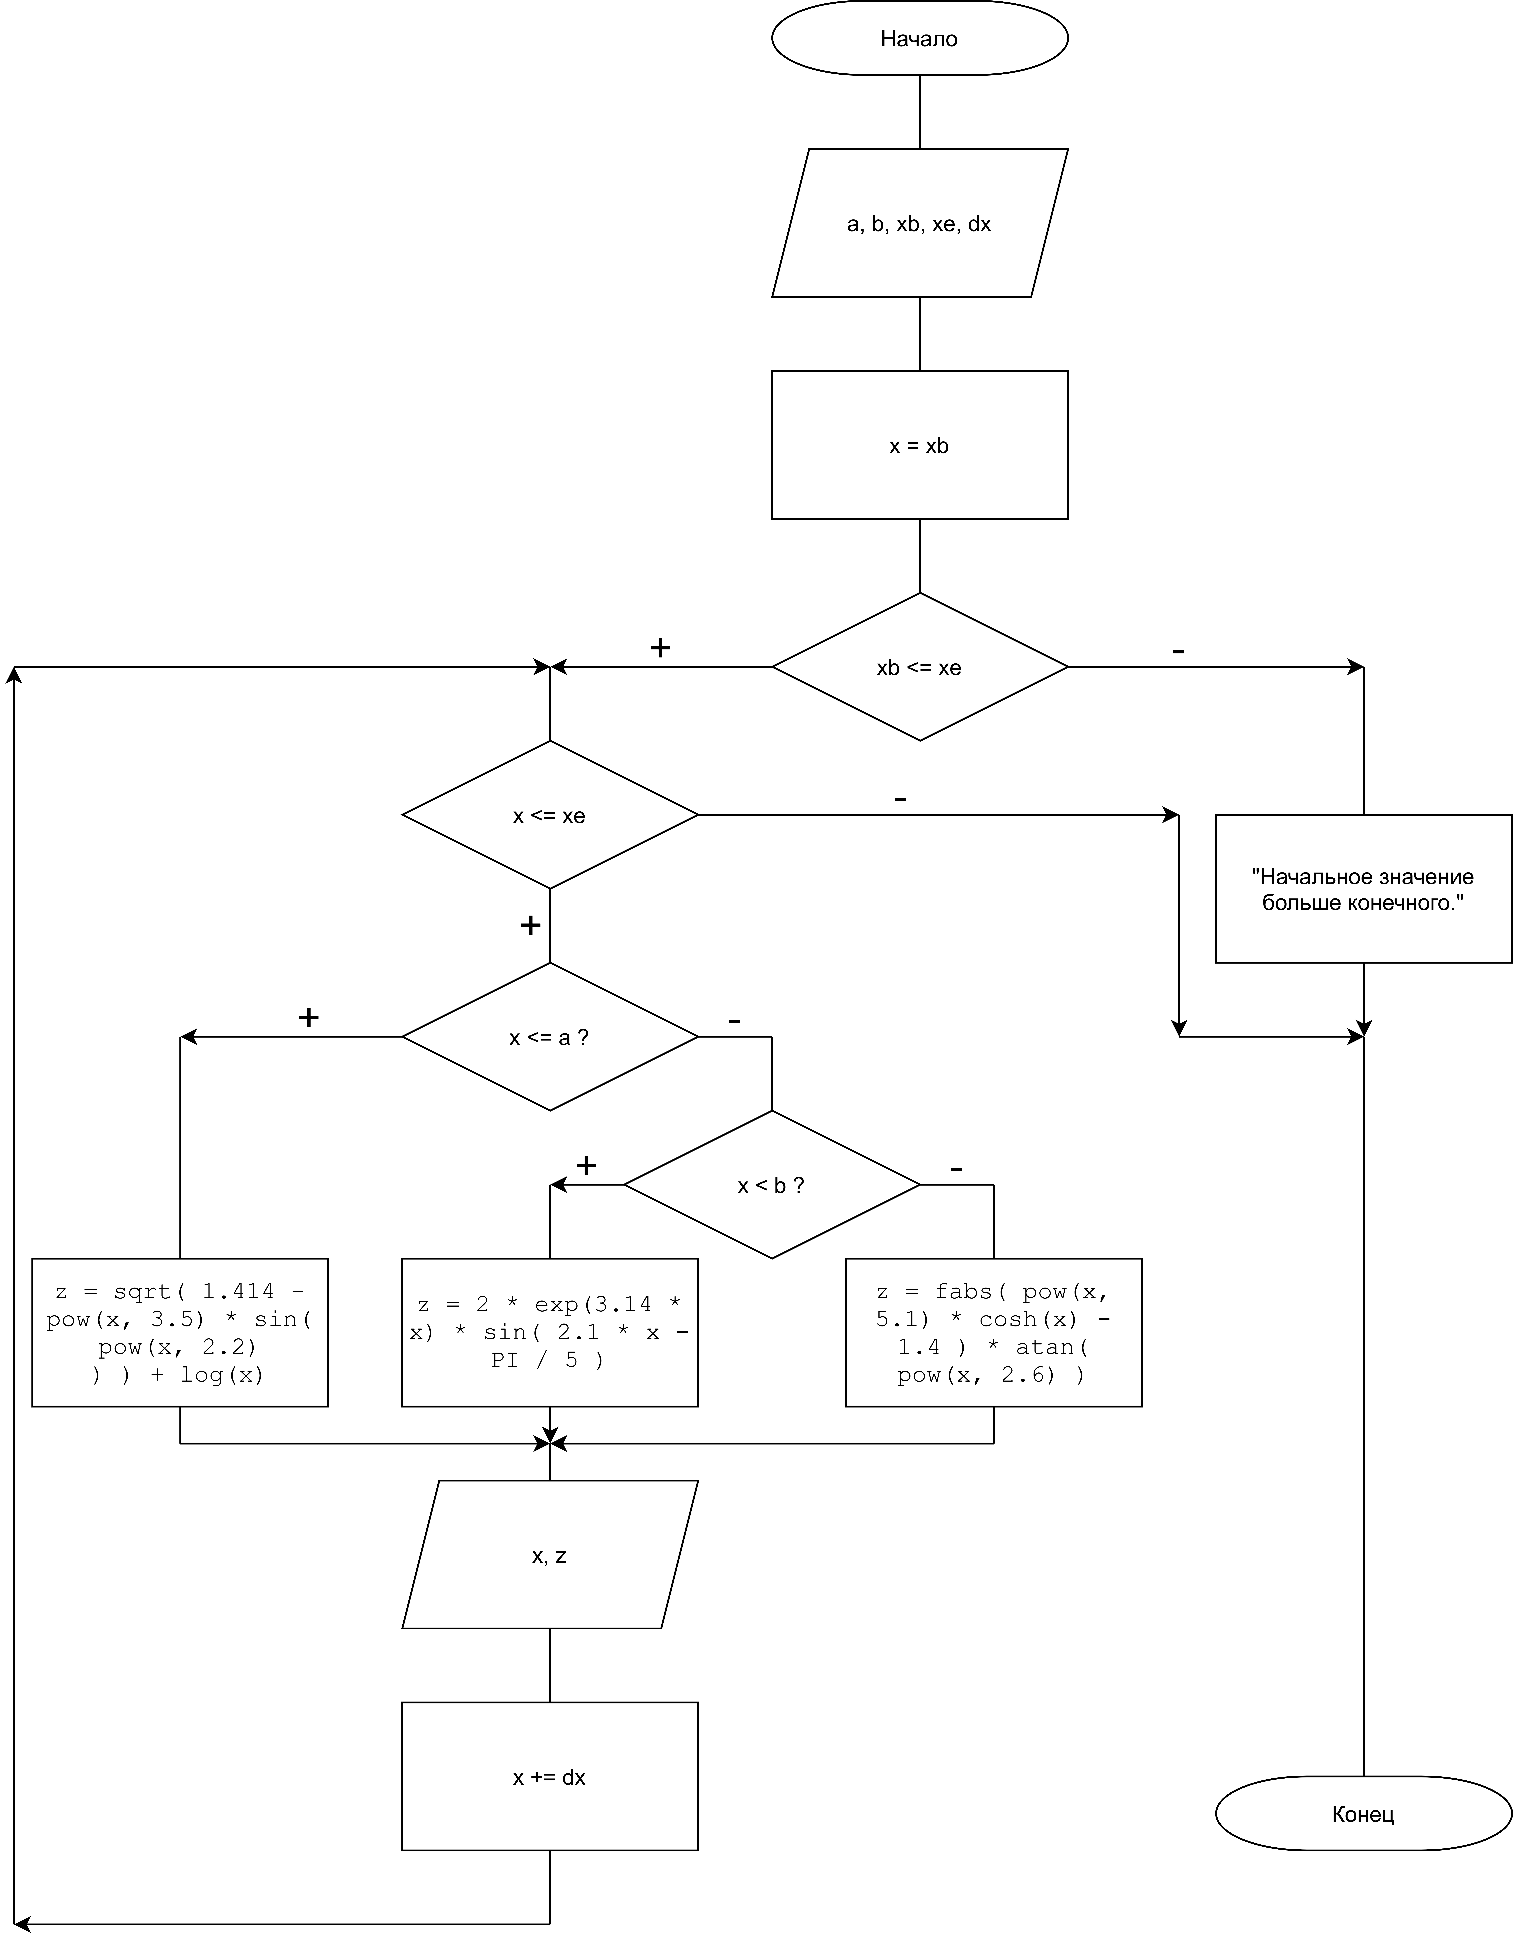 Начало
a, b, xb, xe, dx
x = xb
xb <= xe
+
-
x <= xe
-
+
"Начальное значение
больше конечного."
x <= a ?
+
-
x < b ?
+
-
z = sqrt( 1.414 -
pow(x, 3.5) * sin(
pow(x, 2.2)
) ) + log(x)
z = 2 * exp(3.14 *
x) * sin( 2.1 * x -
PI / 5 )
z = fabs( pow(x,
5.1) * cosh(x) -
1.4 ) * atan(
pow(x, 2.6) )
x, z
x += dx
Конец